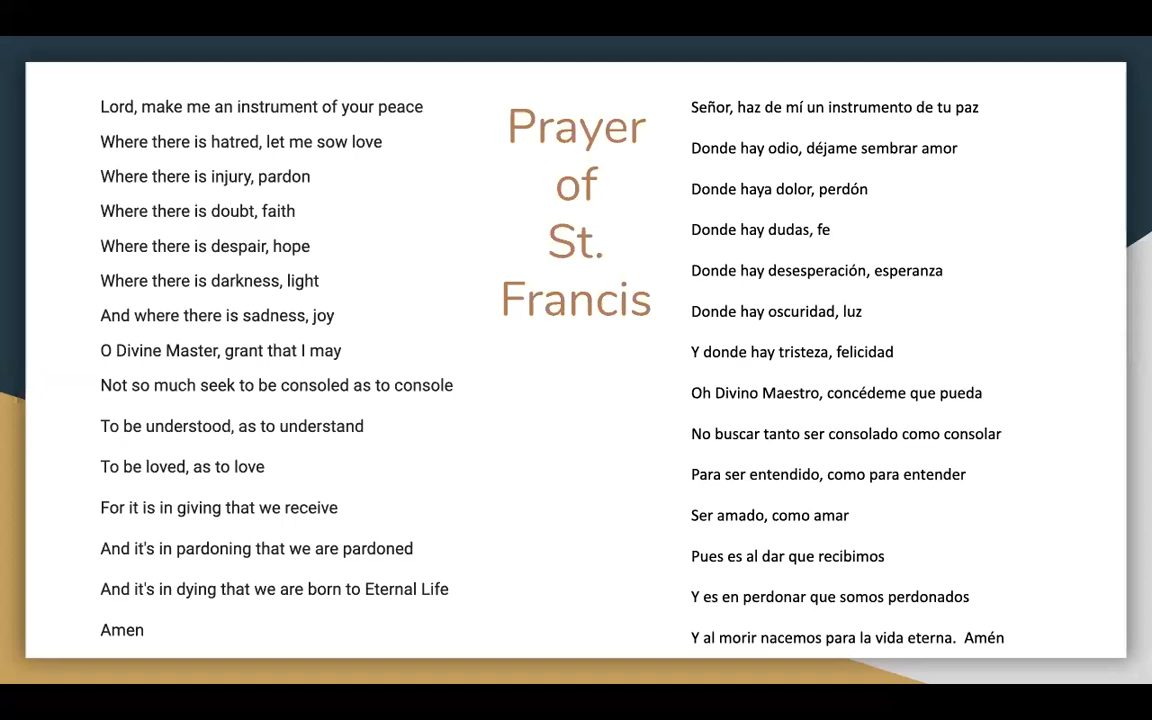 Lord, make me an instrument of your peace
Where there is hatred, let me sow love
Where there is injury, pardon
Where there is doubt, faith
Where there is despair, hope
Where there is darkness, light
And where there is sadness, joy
O Divine Master, grant that I may
Not so much seek to be consoled as to console
To be understood, as to understand
To be loved, as to love
For it is in giving that we receive
And it's in pardoning that we are pardoned
And it's in dying that we are born to Eternal Life
Amen
Prayer
of
St.
Francis
Señor, haz de mí un instrumento de tu paz
Donde hay odio, déjame sembrar amor
Donde haya dolor, perdón
Donde hay dudas, fe
Donde hay desesperación, esperanza
Donde hay oscuridad, luz
Y donde hay tristeza, felicidad
Oh Divino Maestro, concédeme que pueda
No buscar tanto ser consolado como consolar
Para ser entendido, como para entender
Ser amado, como amar
Pues es al dar que recibimos
Y es en perdonar que somos perdonados
Y al morir nacemos para la vida eterna.  Amén